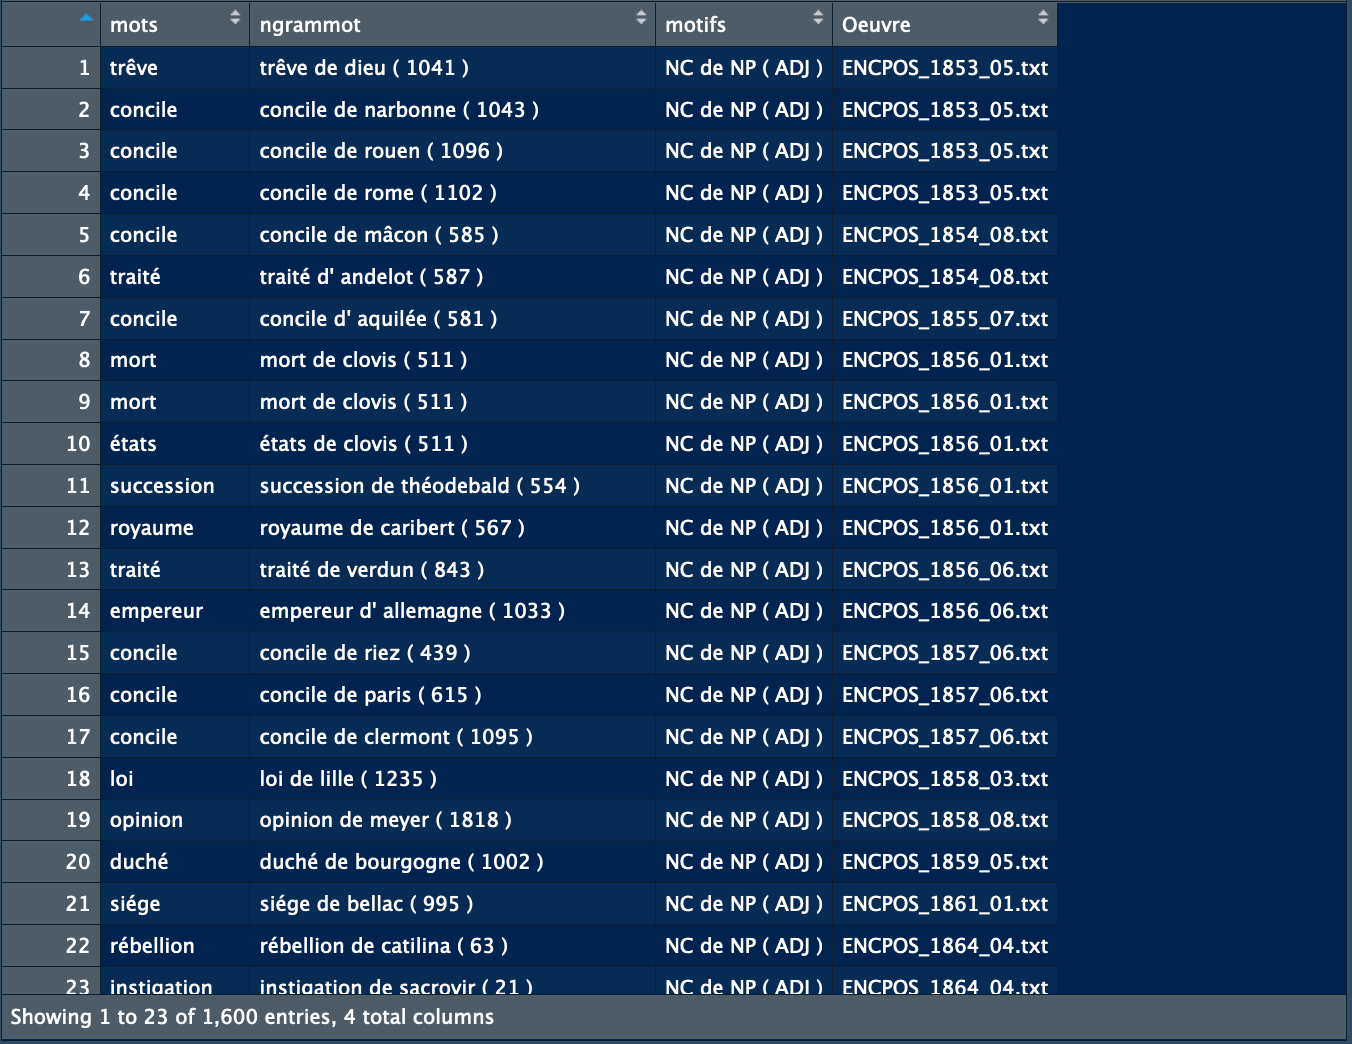 mots ngrammot motifs Oeuvre
1 trêve trêve de dieu ( 1041 ) NC de NP ( ADJ ) ENCPOS_1853_05.txt
2 concile concile de narbonne ( 1043 ) NC de NP ( ADJ ) ENCPOS_1853_05.txt
3 concile concile de rouen ( 1096 ) NC de NP ( ADJ ) ENCPOS_1853_05.txt
4 concile concile de rome ( 1102 ) NC de NP ( ADJ ) ENCPOS_1853_05.txt
5 concile concile de mâcon ( 585 ) NC de NP ( ADJ ) ENCPOS_1854_08.txt
6 traité traité d' andelot ( 587 ) NC de NP ( ADJ ) ENCPOS_1854_08.txt
7 concile concile d' aquilée ( 581 ) NC de NP ( ADJ ) ENCPOS_1855_07.txt
8 mort mort de clovis ( 511 ) NC de NP ( ADJ ) ENCPOS_1856_01.txt
9 mort mort de clovis ( 511 ) NC de NP ( ADJ ) ENCPOS_1856_01.txt
10 états états de clovis ( 511 ) NC de NP ( ADJ ) ENCPOS_1856_01.txt
11 succession succession de théodebald ( 554 ) NC de NP ( ADJ ) ENCPOS_1856_01.txt
12 royaume royaume de caribert ( 567 ) NC de NP ( ADJ ) ENCPOS_1856_01.txt
13 traité traité de verdun ( 843 ) NC de NP ( ADJ ) ENCPOS_1856_06.txt
14 empereur empereur d' allemagne ( 1033 ) NC de NP ( ADJ ) ENCPOS_1856_06.txt
15 concile concile de riez ( 439 ) NC de NP ( ADJ ) ENCPOS_1857_06.txt
16 concile concile de paris ( 615 ) NC de NP ( ADJ ) ENCPOS_1857_06.txt
17 concile concile de clermont ( 1095 ) NC de NP ( ADJ ) ENCPOS_1857_06.txt
18 loi loi de lille ( 1235 ) NC de NP ( ADJ ) ENCPOS_1858_03.txt
19 opinion opinion de meyer ( 1818 ) NC de NP ( ADJ ) ENCPOS_1858_08.txt
20 duché duché de bourgogne ( 1002 ) NC de NP ( ADJ ) ENCPOS_1859_05.txt
21 siége siége de bellac ( 995 ) NC de NP ( ADJ ) ENCPOS_1861_01.txt
22 rébellion rébellion de catilina ( 63 ) NC de NP ( ADJ ) ENCPOS_1864_04.txt
23 instigation instigation de sacrovir ( 21 ) NC de NP ( ADJ ) ENCPOS_1864_04.txt
Showing 1 to 23 of 1,600 entries, 4 total columns